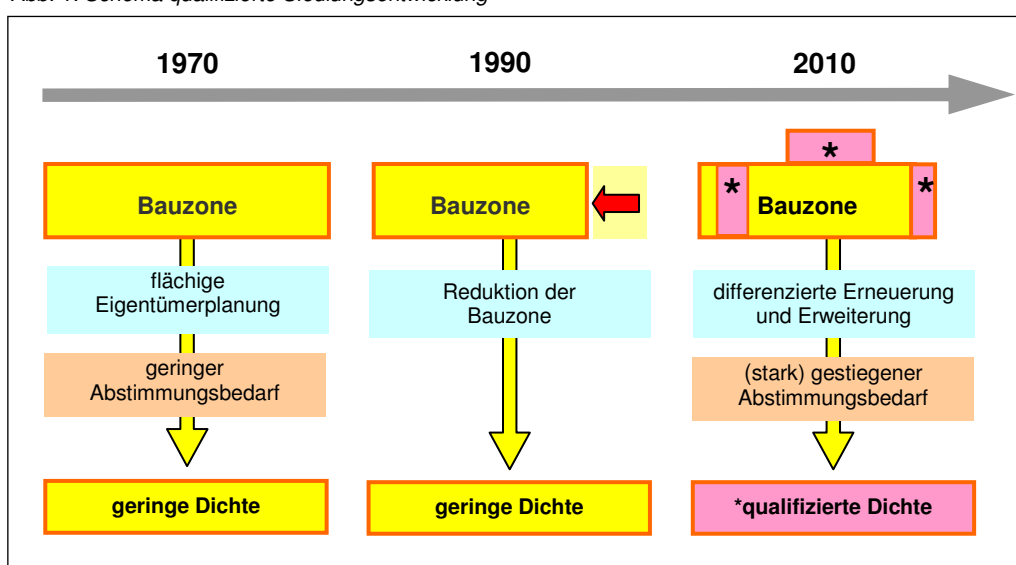 Abb. 1: Schema qualifizierte Siedlungsentwicklung
1970
1990
2010
*
*
*
Bauzone
Bauzone
Bauzone
flächige
Eigentümerplanung
Reduktion der
Bauzone
differenzierte Erneuerung
und Erweiterung
geringer
Abstimmungsbedarf
(stark) gestiegener
Abstimmungsbedarf
geringe Dichte
geringe Dichte
*qualifizierte Dichte